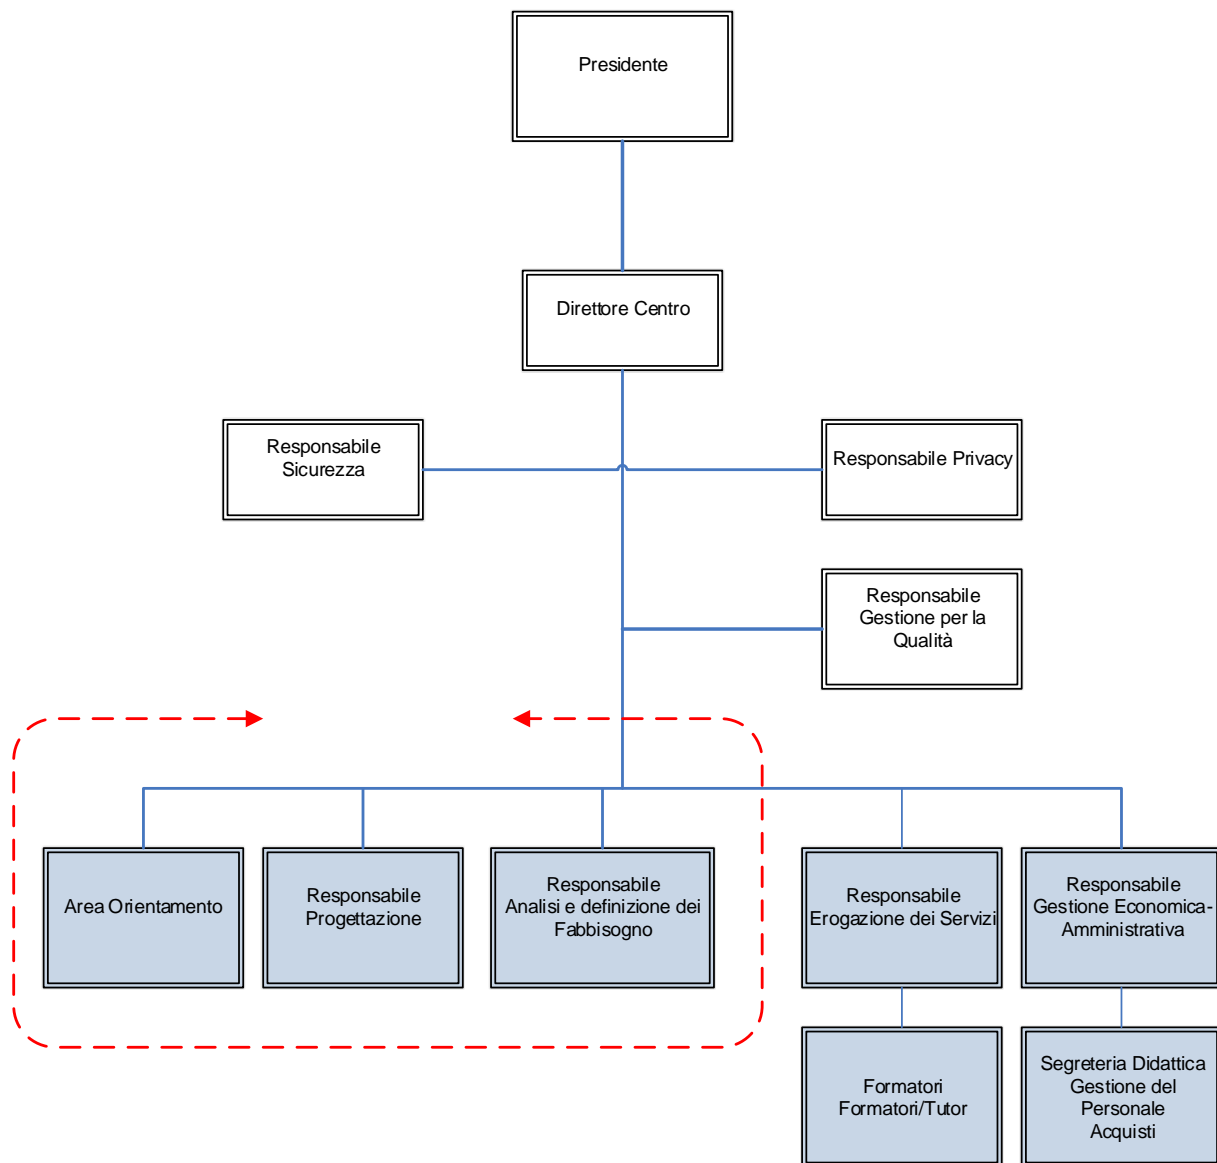 Presidente
Direttore Centro
Responsabile
Sicurezza
Responsabile Privacy
Responsabile
Gestione per la
Qualità
Area Orientamento
Responsabile
Progettazione
Responsabile
Analisi e definizione dei
Fabbisogno
Responsabile
Erogazione dei Servizi
Responsabile
Gestione Economica-
Amministrativa
Formatori
Formatori/Tutor
Segreteria Didattica
Gestione del
Personale
Acquisti